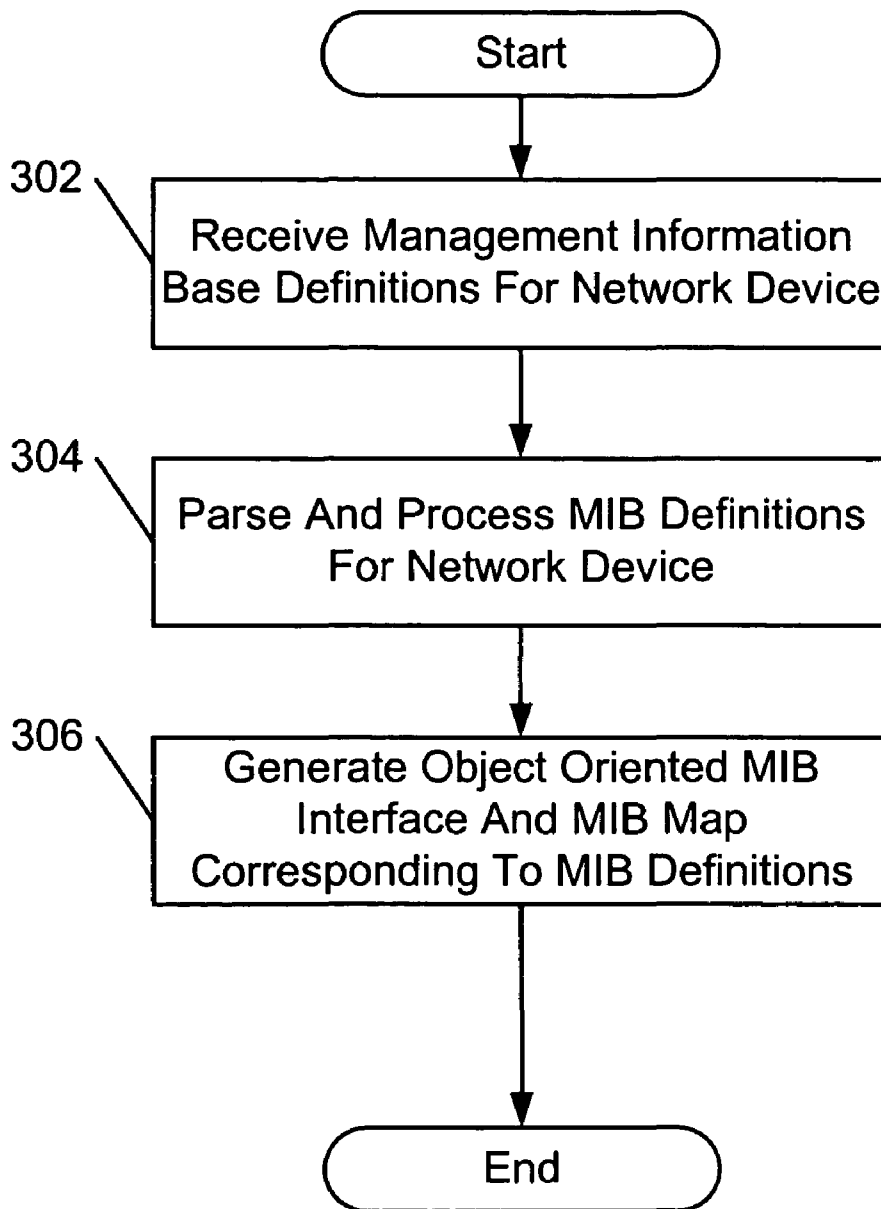 Start
302
Receive Management Information
Base Definitions For Network Device
304
Parse And Process MIB Definitions
For Network Device
306
Generate Object Oriented MIB
Interface And MIB Map
Corresponding To MIB Definitions
End